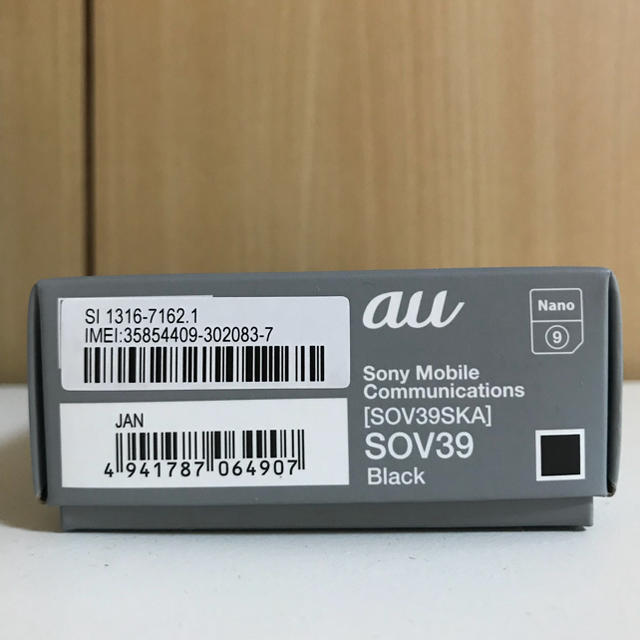 SI 1316-7162.1
IMEI:35854409-302083-7
JAN
4 941787 064907
au
Nano
9
Sony Mobile
Communications
[SOV39SKA]
SOV39
Black